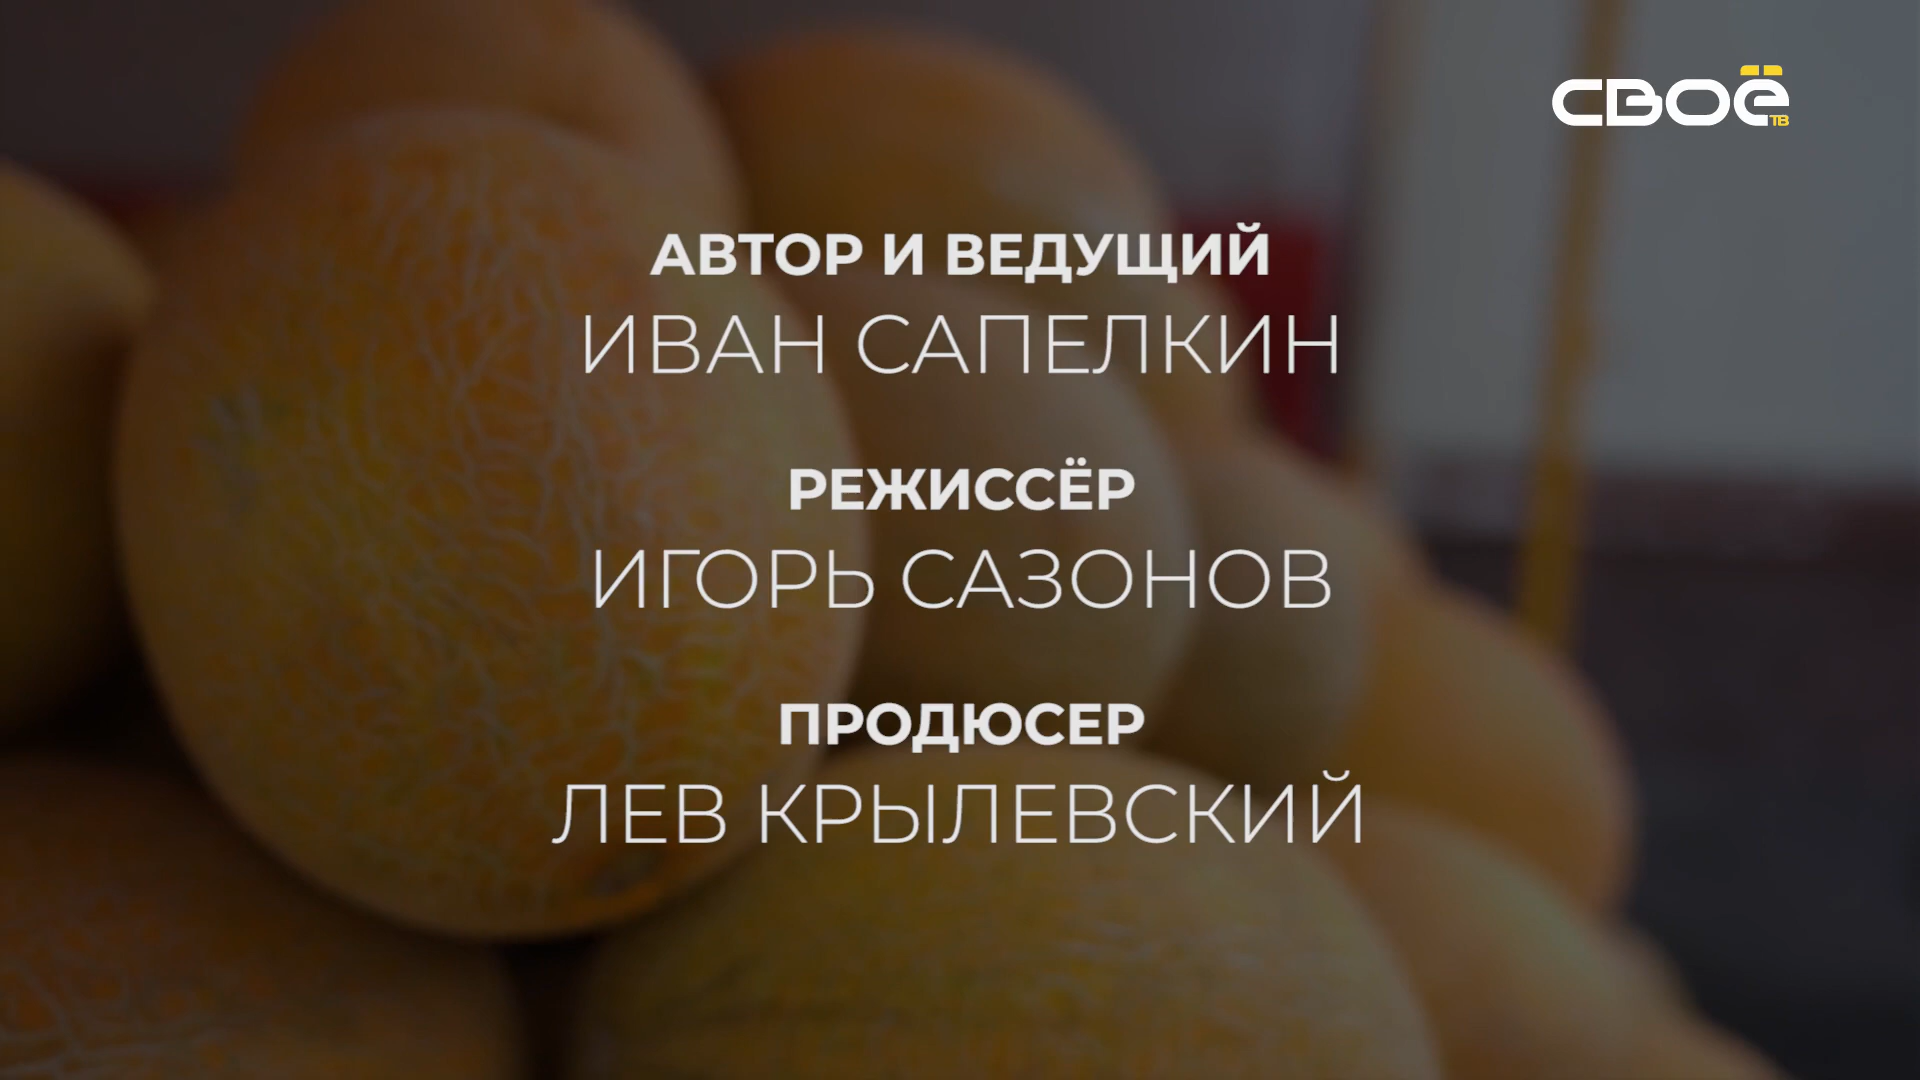 СВОЁ
ТВ
АВТОР И ВЕДУЩИЙ
ИВАН САПЕЛКИН
РЕЖИССЁР
ИГОРЬ САЗОНОВ
ПРОДЮСЕР
ЛЕВ КРЫЛЕВСКИЙ